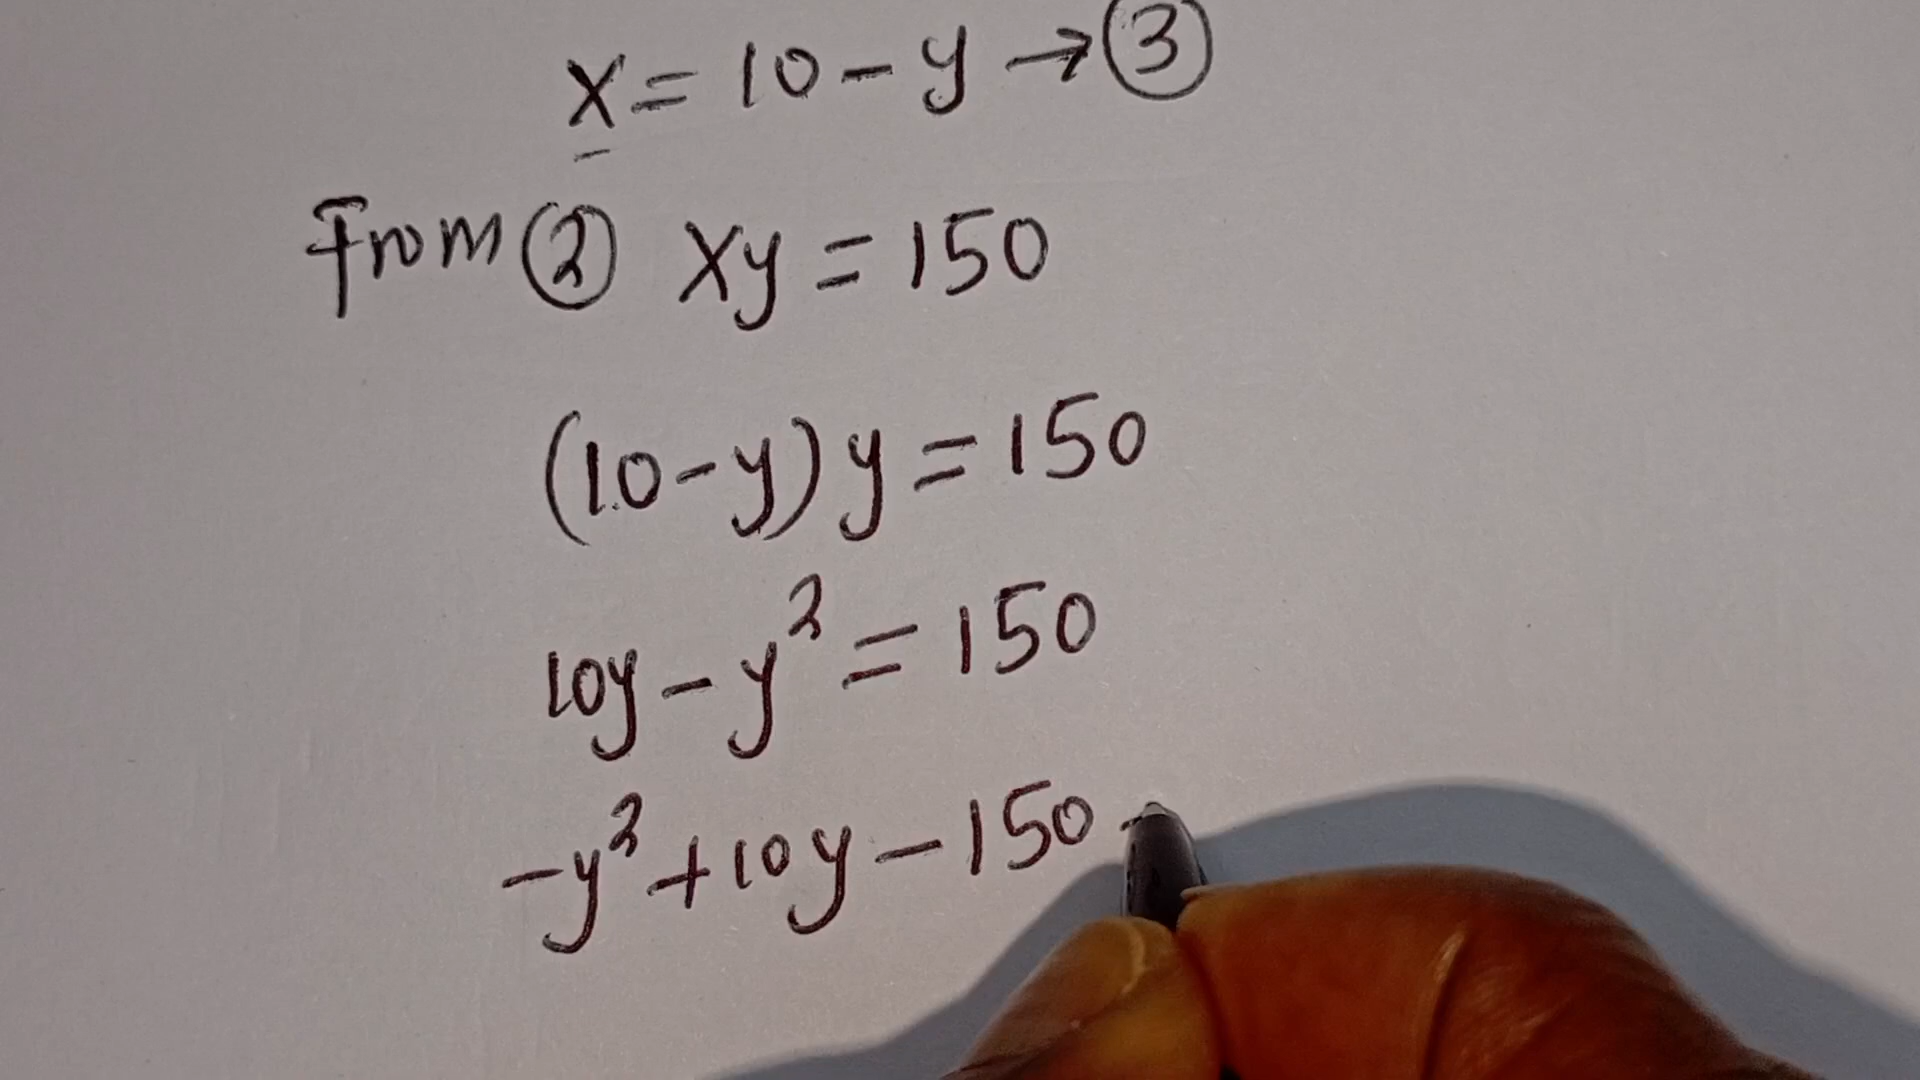 x = 10 - y → ③
From ② xy = 150
(10-y) y = 150
10y - y² = 150
-y² + 10y - 150